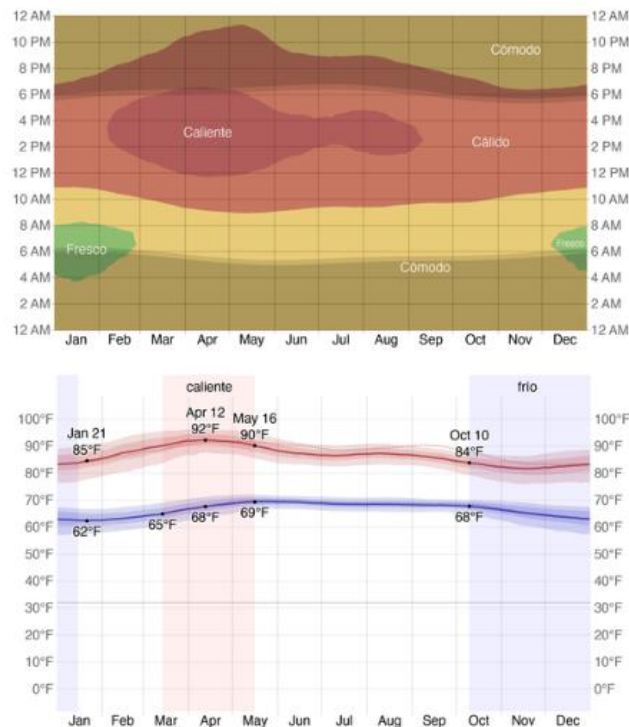 12 AM 12 AM
10 PM Cómodo 10 PM
8 PM 8 PM
6 PM 6 PM
4 PM Caliente 4 PM
2 PM Cálido 2 PM
12 PM 12 PM
10 AM 10 AM
8 AM 8 AM
6 AM Fresco Fresco 6 AM
4 AM Cómodo 4 AM
2 AM 2 AM
12 AM 12 AM
Jan Feb Mar Apr May Jun Jul Aug Sep Oct Nov Dec
caliente frío
100°F Apr 12 100°F
Jan 21 92°F May 16 Oct 10
90°F 85°F 90°F 84°F 90°F
80°F 80°F
70°F 70°F
60°F 62°F 65°F 68°F 69°F 68°F 60°F
50°F 50°F
40°F 40°F
30°F 30°F
20°F 20°F
10°F 10°F
0°F 0°F
Jan Feb Mar Apr May Jun Jul Aug Sep Oct Nov Dec